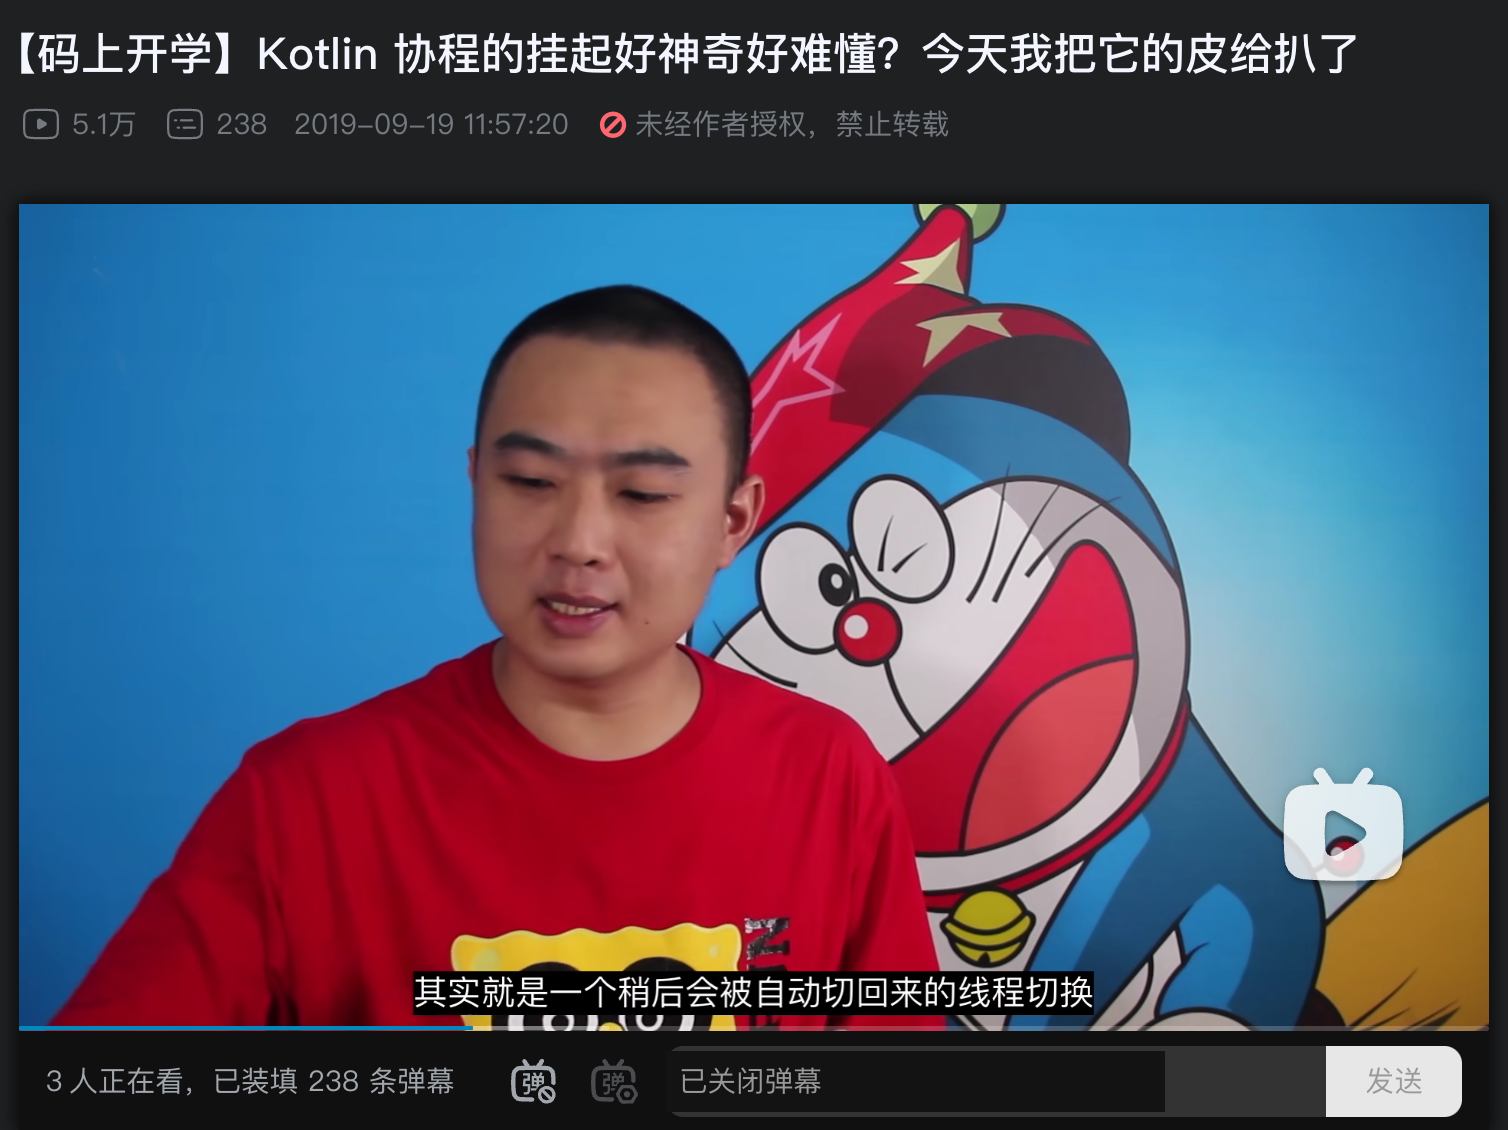 【码上开学】Kotlin 协程的挂起好神奇好难懂？今天我把它的皮给扒了
5.1万 238 2019-09-19 11:57:20 未经作者授权，禁止转载
其实就是一个稍后会被自动切回来的线程切换
3 人正在看，已装填 238 条弹幕 弹 弹 已关闭弹幕 发送